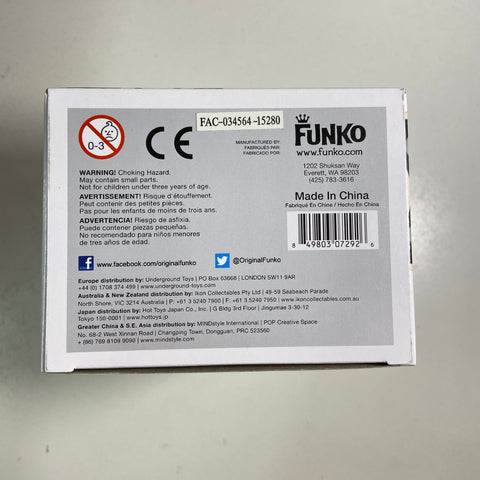 0-3
CE
FAC-034564-15280
MANUFACTURED BY:
FABRIQUÉS PAR:
FABRICADO POR:
FUNKO
www.funko.com
1202 Shuksan Way
Everett, WA 98203
(425) 783-3616
WARNING! Choking Hazard.
May contain small parts.
Not for children under three years of age.
AVERTISSEMENT! Risque d'étouffement.
Peut contenir des petites pièces.
Pas pour les enfants de moins de trois ans.
ADVERTENCIA! Riesgo de asfixia.
Puede contener piezas pequenas.
No recomendado para niños menores
de tres años de edad.
Made In China
Fabriqué En Chine / Hecho En China
8 49803 07292 6
f www.facebook.com/originalfunko
@OriginalFunko
Europe distribution by: Underground Toys | PO Box 63668 | LONDON SW11 9AR
+44 (0) 1708 374 499 | www.underground-toys.com
Australia & New Zealand distribution by: Ikon Collectables Pty Ltd | 49-59 Seabeach Parade
North Shore, VIC 3214 Australia | P: +61 3 5240 7900 | F: +61 3 5240 7950 | www.ikoncollectables.com
Japan distribution by: Hot Toys Japan Co., Inc. | G Bldg 3rd Floor | Jingumae 3-30-12
Tokyo 150-0001 | www.hottoys.jp
Greater China & S.E. Asia distribution by: MINDstyle International | POP Creative Space
No. 68-2 West Xinnan Road | Changping Town, Dongguan, PRC 523560
+ (86) 769 8109 9090 | www.mindstyle.com